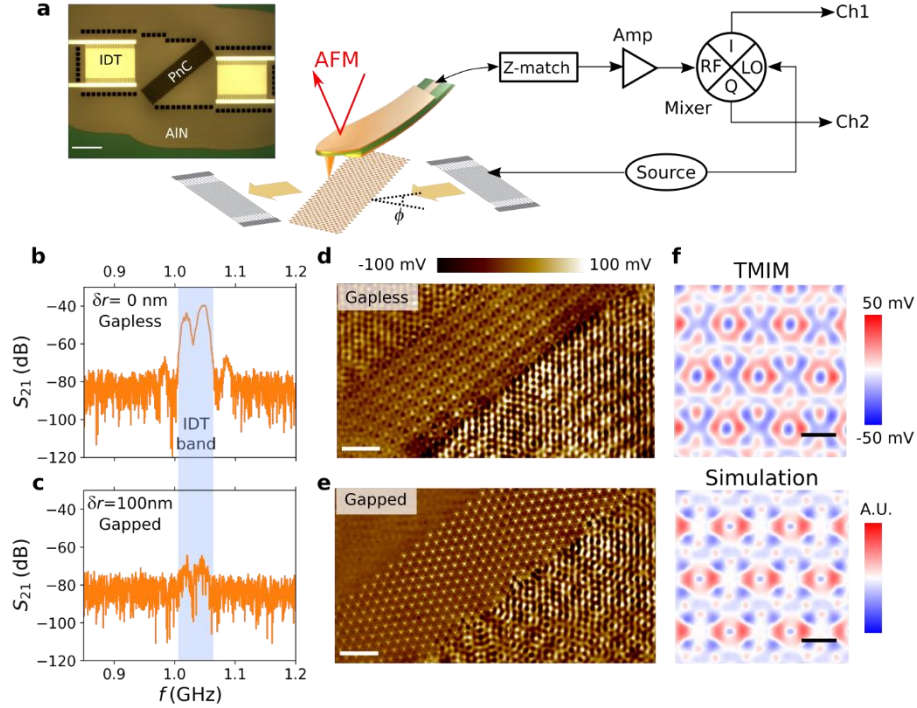 a
IDT
PnC
AlN
AFM
Z-match
Amp
I
RF
LO
Q
Mixer
Ch1
Ch2
Source
ϕ
b
0.9 1.0 1.1 1.2
δr= 0 nm
Gapless
S21 (dB)
−40
−60
−80
−100
−120
IDT
band
c
δr=100nm
Gapped
S21 (dB)
−40
−60
−80
−100
−120
0.9 1.0 1.1 1.2
f (GHz)
d
-100 mV 100 mV
Gapless
e
Gapped
f
TMIM
50 mV
-50 mV
Simulation
A.U.